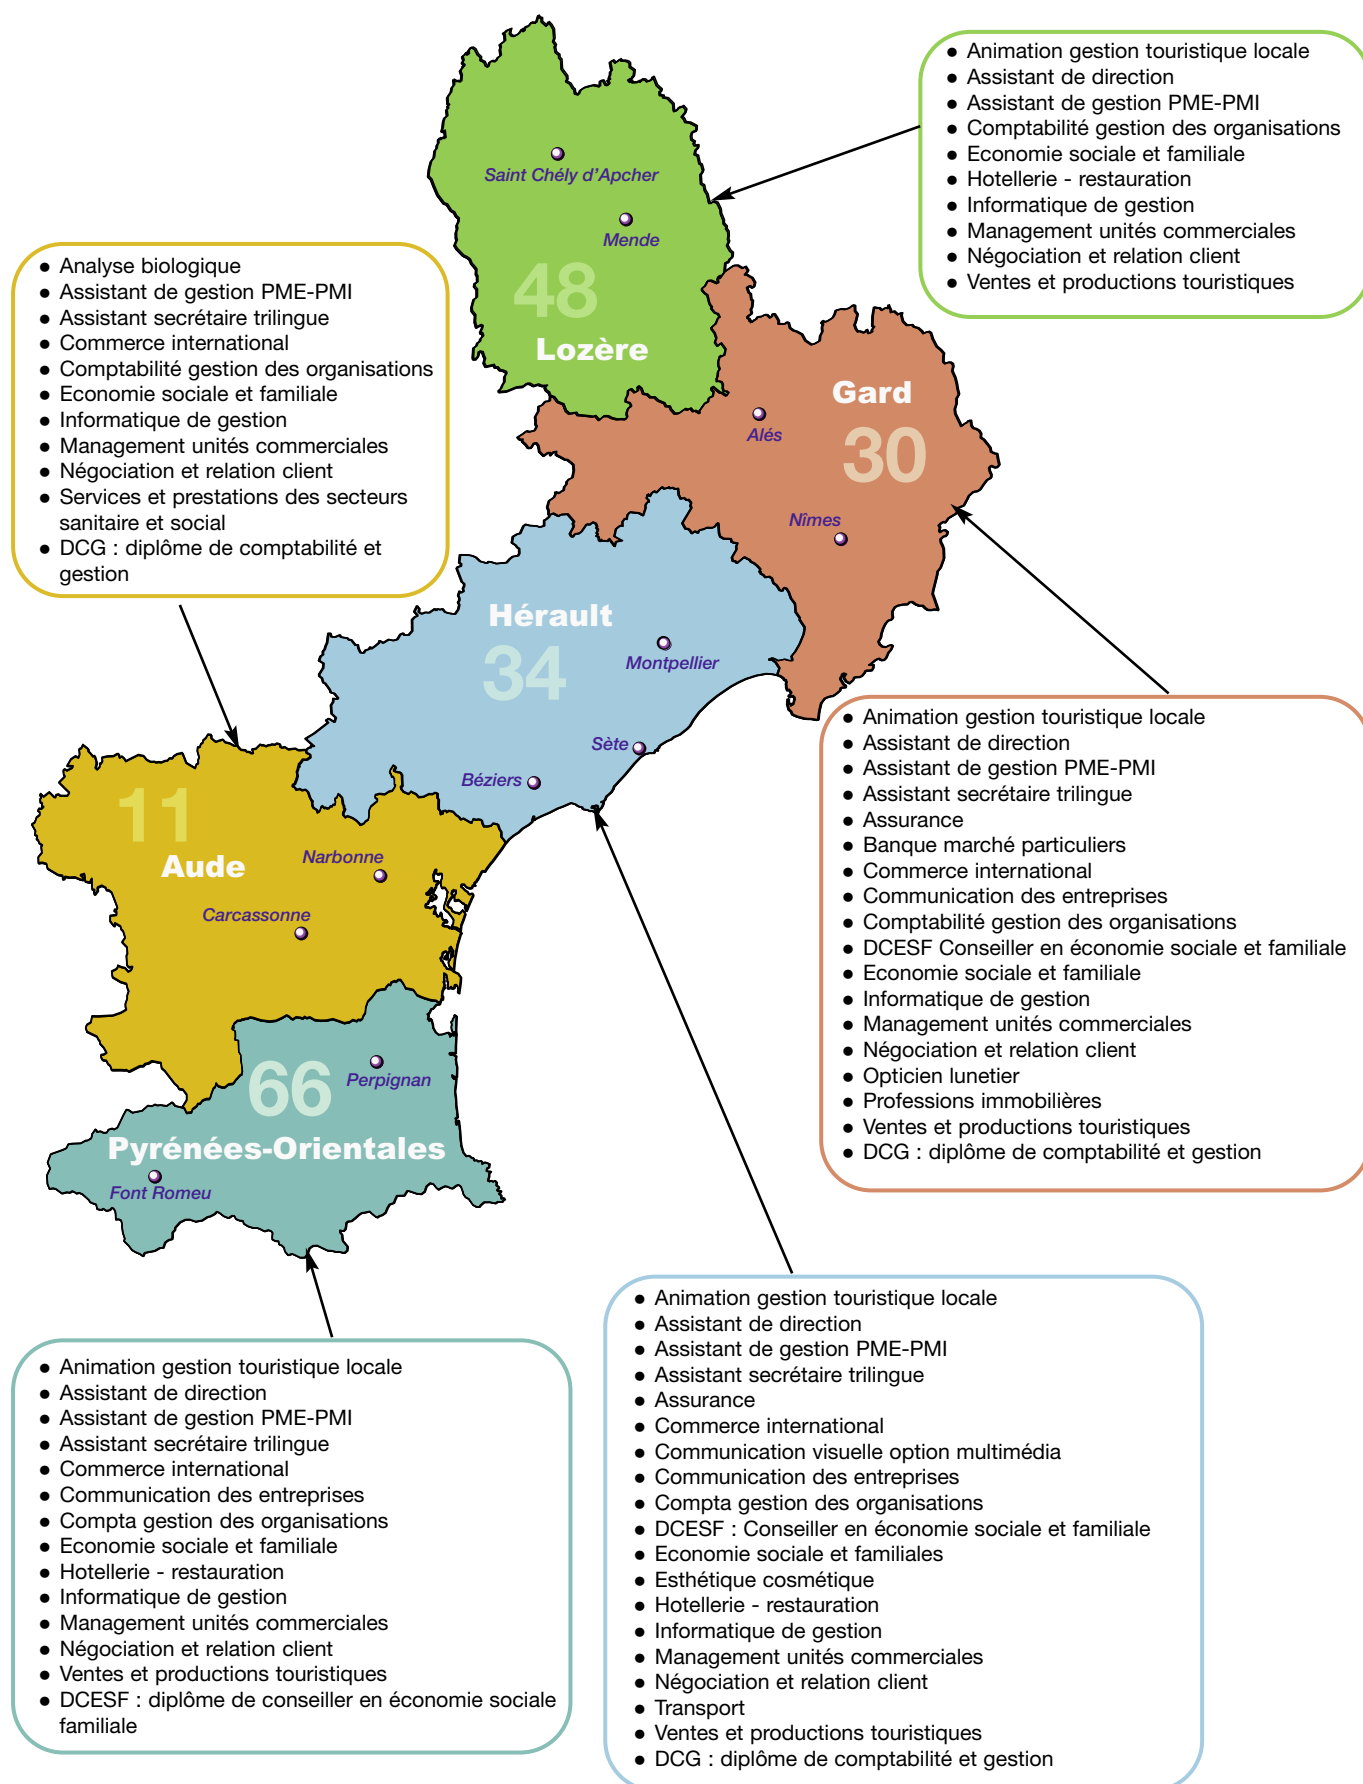 ● Animation gestion touristique locale
● Assistant de direction
● Assistant de gestion PME-PMI
● Comptabilité gestion des organisations
● Economie sociale et familiale
● Hotellerie - restauration
● Informatique de gestion
● Management unités commerciales
● Négociation et relation client
● Ventes et productions touristiques
Saint Chély d'Apcher
Mende
48
Lozère
● Analyse biologique
● Assistant de gestion PME-PMI
● Assistant secrétaire trilingue
● Commerce international
● Comptabilité gestion des organisations
● Economie sociale et familiale
● Informatique de gestion
● Management unités commerciales
● Négociation et relation client
● Services et prestations des secteurs
sanitaire et social
● DCG : diplôme de comptabilité et
gestion
Gard
30
Alés
Nîmes
Hérault
34
Montpellier
Sète
Béziers
11
Aude
Narbonne
Carcassonne
● Animation gestion touristique locale
● Assistant de direction
● Assistant de gestion PME-PMI
● Assistant secrétaire trilingue
● Assurance
● Banque marché particuliers
● Commerce international
● Communication des entreprises
● Comptabilité gestion des organisations
● DCESF Conseiller en économie sociale et familiale
● Economie sociale et familiale
● Informatique de gestion
● Management unités commerciales
● Négociation et relation client
● Opticien lunetier
● Professions immobilières
● Ventes et productions touristiques
● DCG : diplôme de comptabilité et gestion
66
Perpignan
Pyrénées-Orientales
Font Romeu
● Animation gestion touristique locale
● Assistant de direction
● Assistant de gestion PME-PMI
● Assistant secrétaire trilingue
● Commerce international
● Communication des entreprises
● Compta gestion des organisations
● Economie sociale et familiale
● Hotellerie - restauration
● Informatique de gestion
● Management unités commerciales
● Négociation et relation client
● Ventes et productions touristiques
● DCESF : diplôme de conseiller en économie sociale
familiale
● Animation gestion touristique locale
● Assistant de direction
● Assistant de gestion PME-PMI
● Assistant secrétaire trilingue
● Assurance
● Commerce international
● Communication visuelle option multimédia
● Communication des entreprises
● Compta gestion des organisations
● DCESF : Conseiller en économie sociale et familiale
● Economie sociale et familiales
● Esthétique cosmétique
● Hotellerie - restauration
● Informatique de gestion
● Management unités commerciales
● Négociation et relation client
● Transport
● Ventes et productions touristiques
● DCG : diplôme de comptabilité et gestion